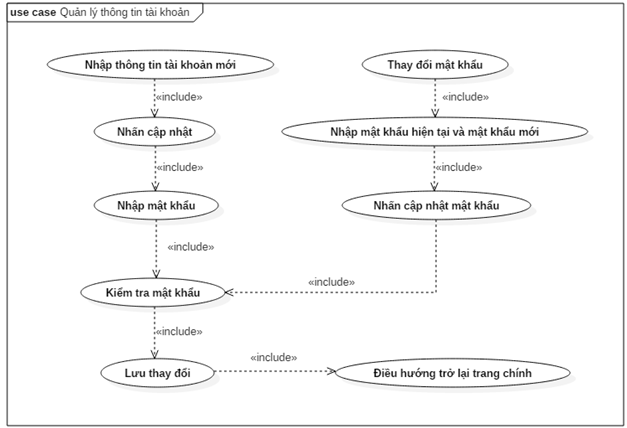 use case Quản lý thông tin tài khoản
Nhập thông tin tài khoản mới
Thay đổi mật khẩu
«include»
«include»
Nhấn cập nhật
Nhập mật khẩu hiện tại và mật khẩu mới
«include»
«include»
Nhập mật khẩu
Nhấn cập nhật mật khẩu
«include»
«include»
Kiểm tra mật khẩu
«include»
«include»
Lưu thay đổi
Điều hướng trở lại trang chính